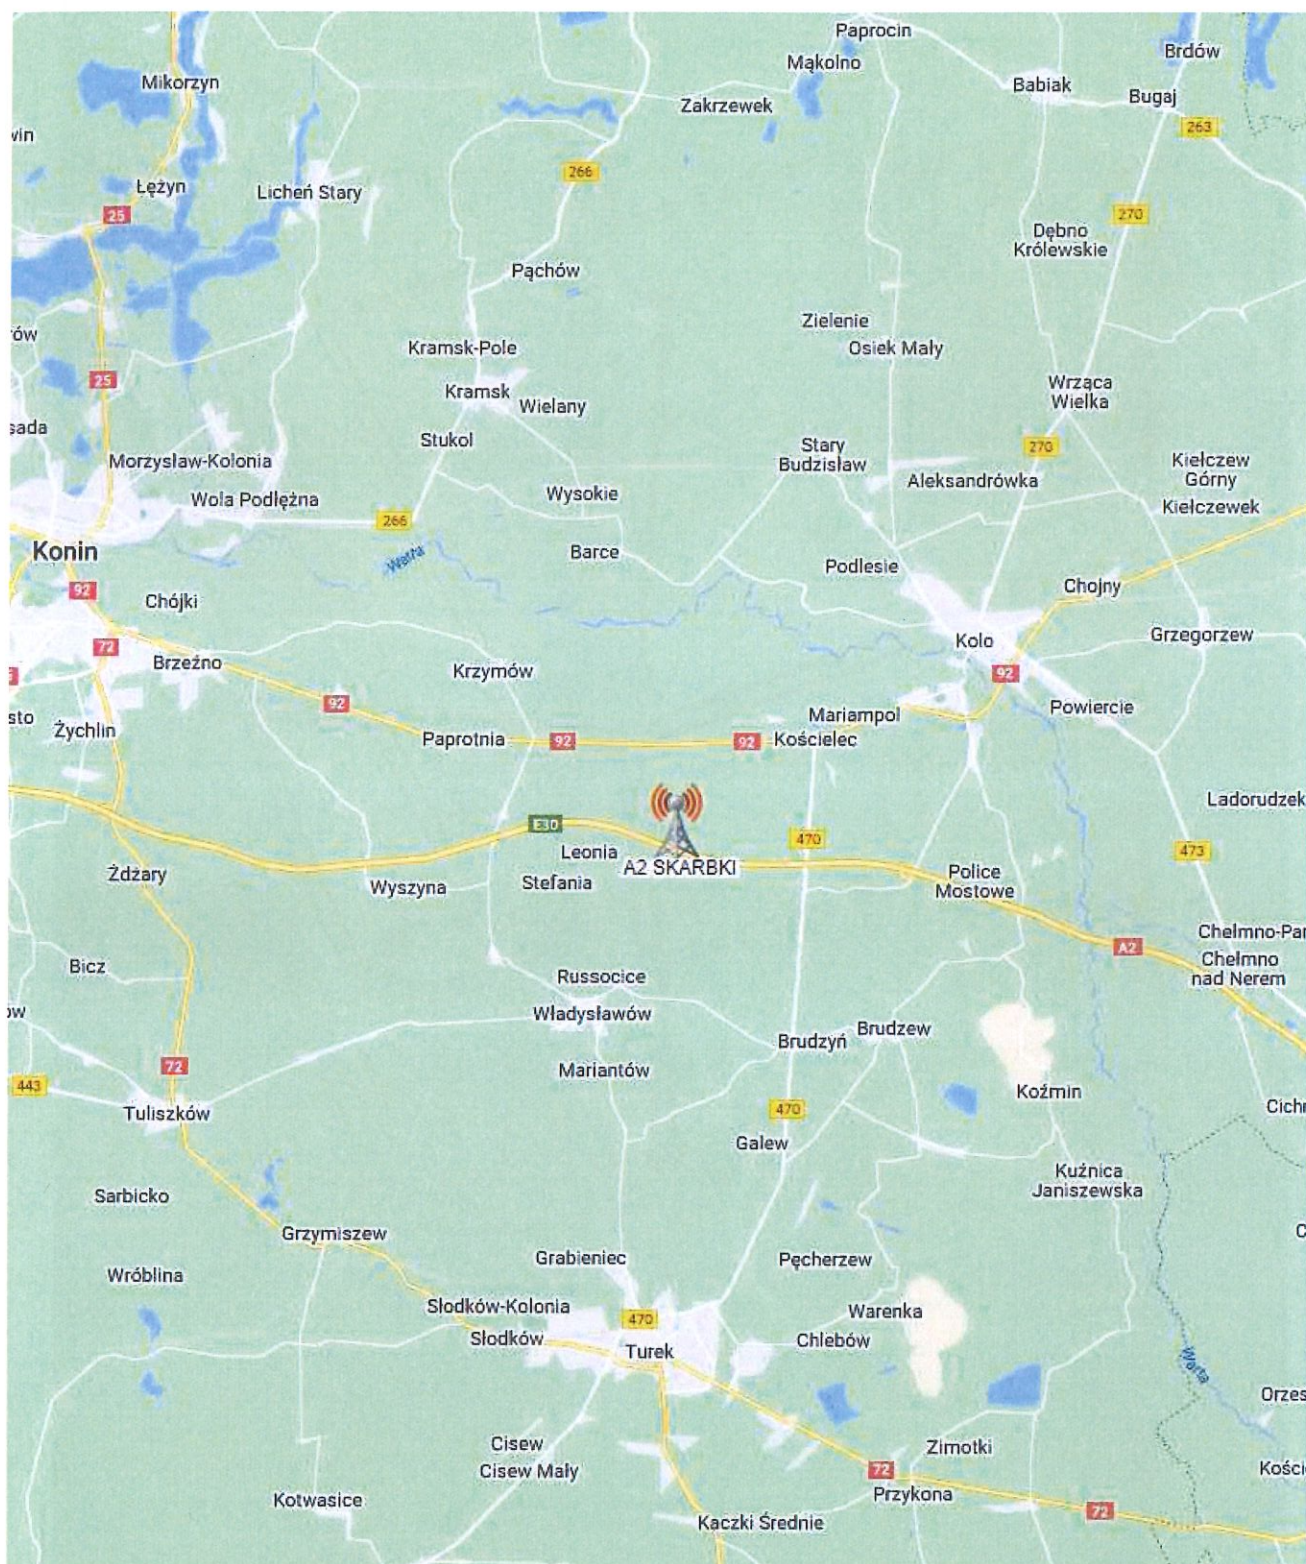 Paprocin
Mąkolno
Brdów
Mikorzyn
Babiak
Bugaj
Zakrzewek
win
263
266
Łężyn
Licheń Stary
25
270
Dębno
Królewskie
Pąchów
Zielenie
rów
Osiek Mały
Kramsk-Pole
25
Kramsk
Wielany
Wrząca
Wielka
sada
Stukol
Stary
Budzisław
270
Morzysław-Kolonia
Kiełczew
Górny
Aleksandrówka
Wola Podłężna
Wysokie
Kiełczewek
266
Konin
Warta
Barce
Podlesie
92
Chojny
Chójki
72
Koło
Grzegorzew
Brzeźno
Krzymów
92
92
Powiercie
sto
Żychlin
Mariampol
Paprotnia
92
92
Kościelec
Ladorudzek
E30
470
Leonia
A2 SKARBKI
473
Żdżary
Stefania
Wyszyna
Police
Mostowe
Chełmno-Par
A2
Chełmno
nad Nerem
Bicz
Russocice
ow
Władysławów
Brudzyń
Brudzew
72
443
Mariantów
Koźmin
Tuliszków
470
Cichm
Galew
Kuźnica
Janiszewska
Sarbicko
Grzymiszew
Grabieniec
Pęcherzew
Wróblina
Słodków-Kolonia
470
Warenka
Słodków
Turek
Chlebów
Warta
Orzes
Cisew
Zimotki
Cisew Mały
72
Kości
Kotwasice
Przykona
72
Kaczki Średnie